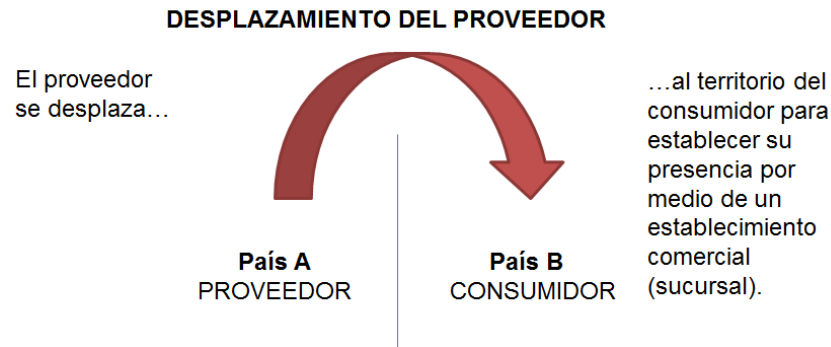 DESPLAZAMIENTO DEL PROVEEDOR
El proveedor
se desplaza…
…al territorio del
consumidor para
establecer su
presencia por
medio de un
establecimiento
comercial
(sucursal).
País A
PROVEEDOR
País B
CONSUMIDOR